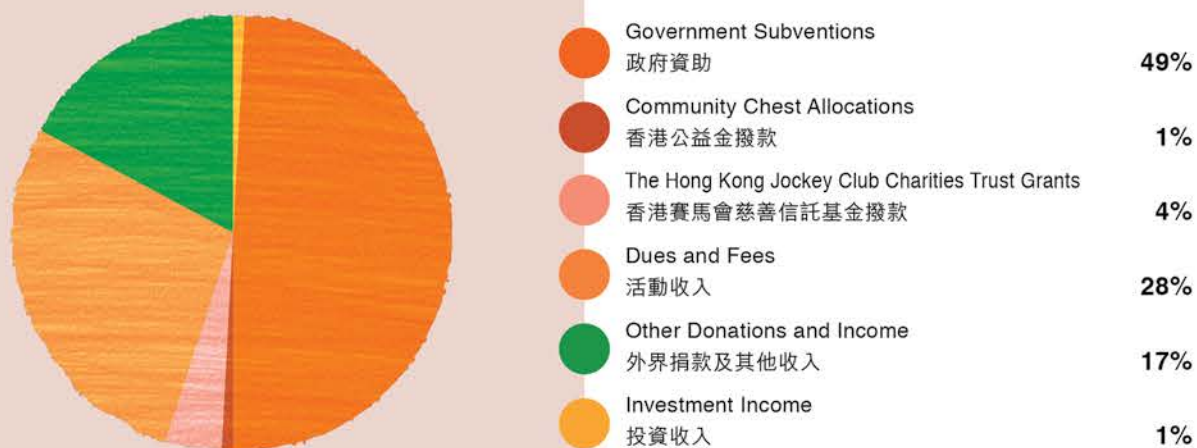 Government Subventions
政府資助
49%
Community Chest Allocations
香港公益金撥款
1%
The Hong Kong Jockey Club Charities Trust Grants
香港賽馬會慈善信託基金撥款
4%
Dues and Fees
活動收入
28%
Other Donations and Income
外界捐款及其他收入
17%
Investment Income
投資收入
1%